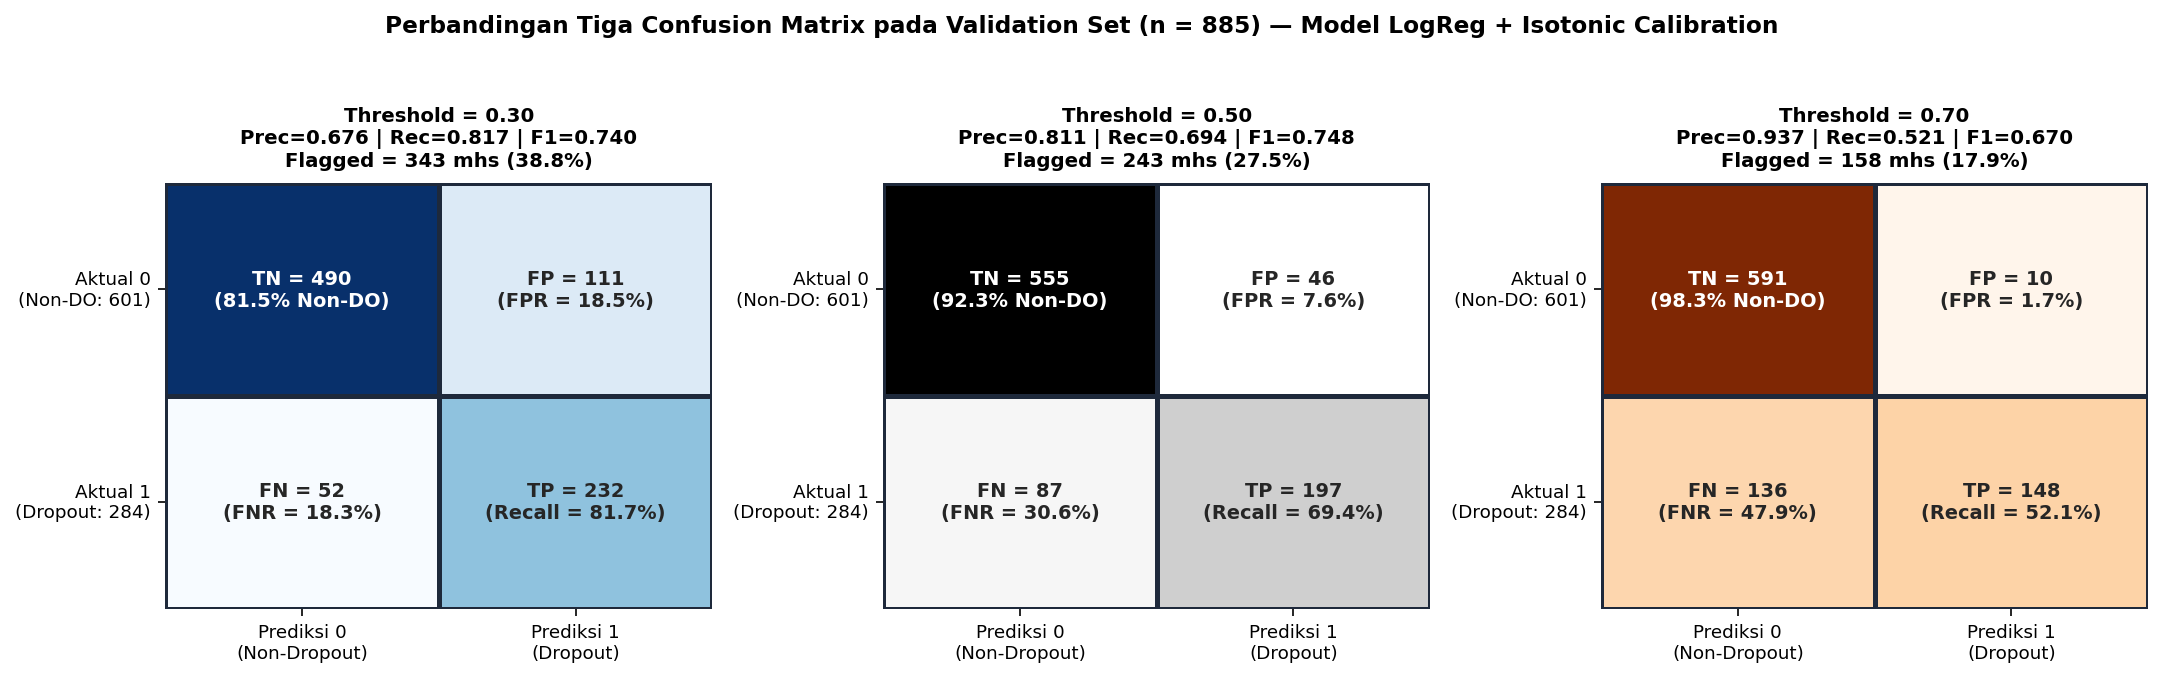 Perbandingan Tiga Confusion Matrix pada Validation Set (n = 885) — Model LogReg + Isotonic Calibration
Threshold = 0.30
Prec=0.676 | Rec=0.817 | F1=0.740
Flagged = 343 mhs (38.8%)
Aktual 0
(Non-DO: 601)
TN = 490
(81.5% Non-DO)
FP = 111
(FPR = 18.5%)
Aktual 1
(Dropout: 284)
FN = 52
(FNR = 18.3%)
TP = 232
(Recall = 81.7%)
Prediksi 0
(Non-Dropout)
Prediksi 1
(Dropout)
Threshold = 0.50
Prec=0.811 | Rec=0.694 | F1=0.748
Flagged = 243 mhs (27.5%)
Aktual 0
(Non-DO: 601)
TN = 555
(92.3% Non-DO)
FP = 46
(FPR = 7.6%)
Aktual 1
(Dropout: 284)
FN = 87
(FNR = 30.6%)
TP = 197
(Recall = 69.4%)
Prediksi 0
(Non-Dropout)
Prediksi 1
(Dropout)
Threshold = 0.70
Prec=0.937 | Rec=0.521 | F1=0.670
Flagged = 158 mhs (17.9%)
Aktual 0
(Non-DO: 601)
TN = 591
(98.3% Non-DO)
FP = 10
(FPR = 1.7%)
Aktual 1
(Dropout: 284)
FN = 136
(FNR = 47.9%)
TP = 148
(Recall = 52.1%)
Prediksi 0
(Non-Dropout)
Prediksi 1
(Dropout)